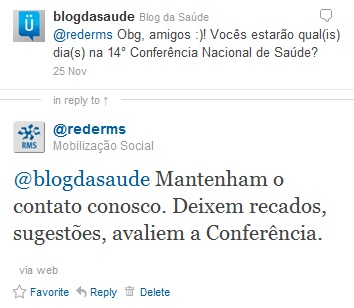 blogdasaude Blog da Saúde
@rederms Obg, amigos :)! Vocês estarão qual(is)
dia(s) na 14° Conferência Nacional de Saúde?
25 Nov
in reply to ↑
@rederms
Mobilização Social
RMS
@blogdasaude Mantenham o
contato conosco. Deixem recados,
sugestões, avaliem a Conferência.
via web
Favorite Reply Delete